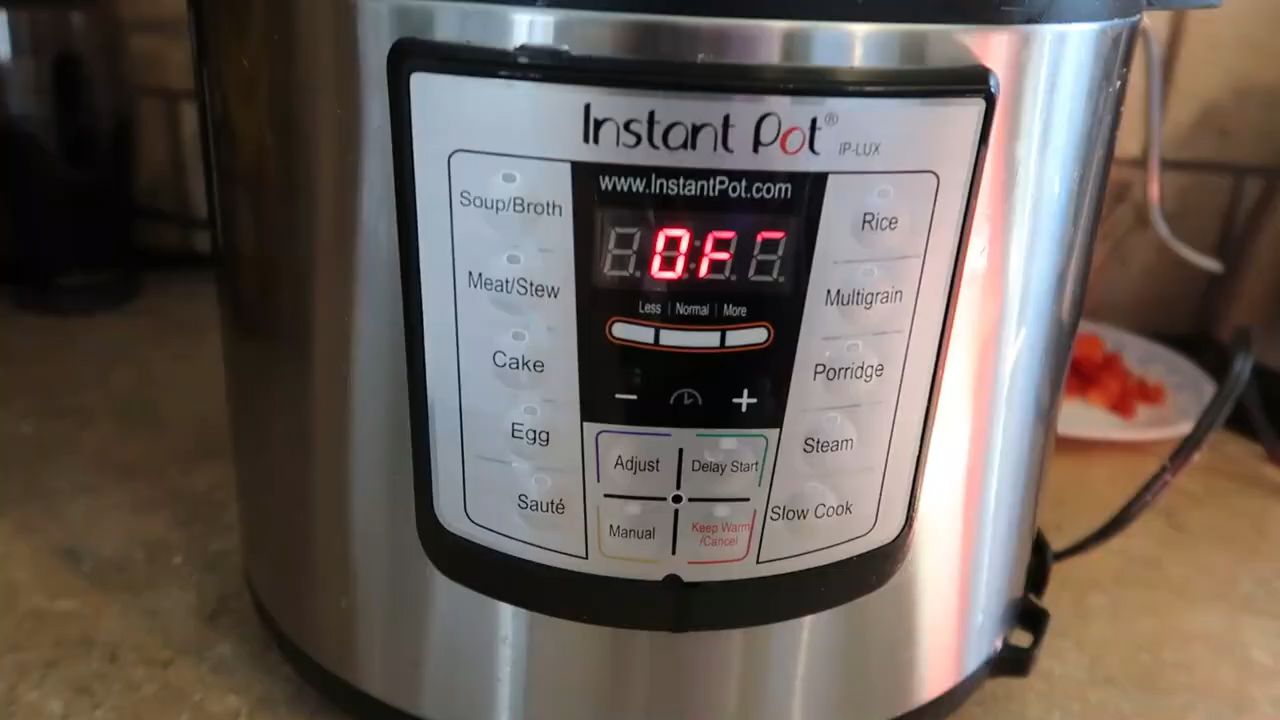 Instant Pot®
IP-LUX
www.InstantPot.com
OF
Less | Normal | More
− +
Soup/Broth
Meat/Stew
Cake
Egg
Sauté
Rice
Multigrain
Porridge
Steam
Slow Cook
Adjust
Delay Start
Manual
Keep Warm
/Cancel